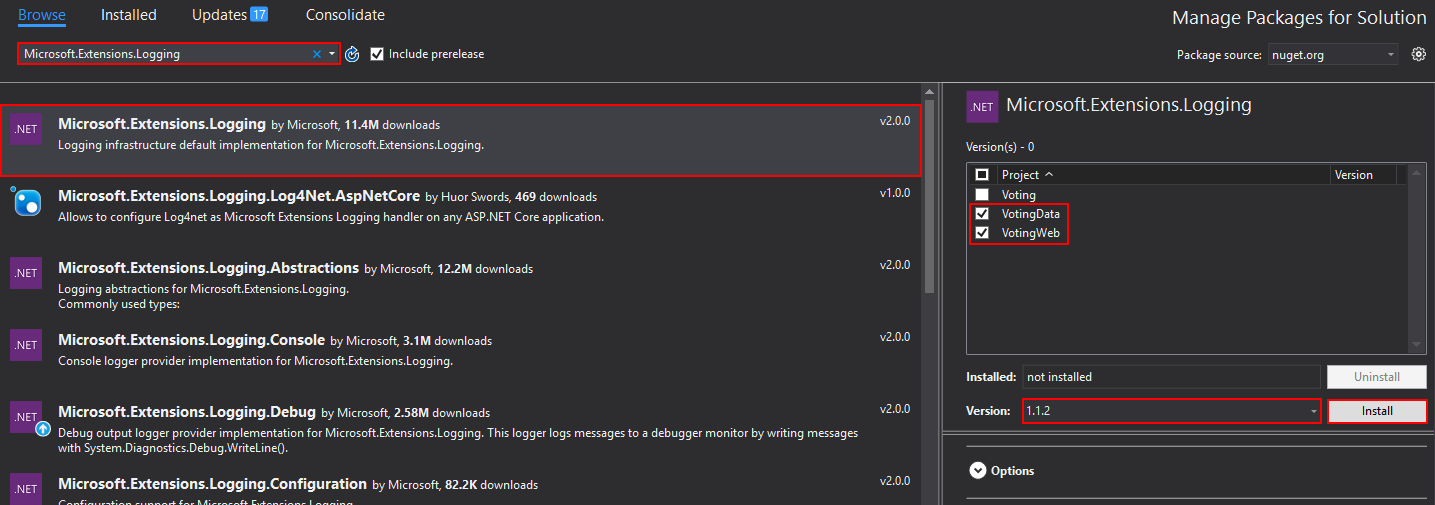 Browse Installed Updates 17 Consolidate
Manage Packages for Solution
Microsoft.Extensions.Logging
Include prerelease
Package source: nuget.org
.NET
Microsoft.Extensions.Logging by Microsoft, 11.4M downloads
v2.0.0
Logging infrastructure default implementation for Microsoft.Extensions.Logging.
Microsoft.Extensions.Logging.Log4Net.AspNetCore by Huor Swords, 469 downloads
v1.0.0
Allows to configure Log4net as Microsoft Extensions Logging handler on any ASP.NET Core application.
.NET
Microsoft.Extensions.Logging.Abstractions by Microsoft, 12.2M downloads
v2.0.0
Logging abstractions for Microsoft.Extensions.Logging.
Commonly used types:
.NET
Microsoft.Extensions.Logging.Console by Microsoft, 3.1M downloads
v2.0.0
Console logger provider implementation for Microsoft.Extensions.Logging.
.NET
Microsoft.Extensions.Logging.Debug by Microsoft, 2.58M downloads
v2.0.0
Debug output logger provider implementation for Microsoft.Extensions.Logging. This logger logs messages to a debugger monitor by writing messages
with System.Diagnostics.Debug.WriteLine().
.NET
Microsoft.Extensions.Logging.Configuration by Microsoft, 82.2K downloads
v2.0.0
Configuration support for Microsoft.Extensions.Logging.
.NET
Microsoft.Extensions.Logging
Version(s) - 0
Project Version
Voting
VotingData
VotingWeb
Installed: not installed
Uninstall
Version: 1.1.2
Install
Options